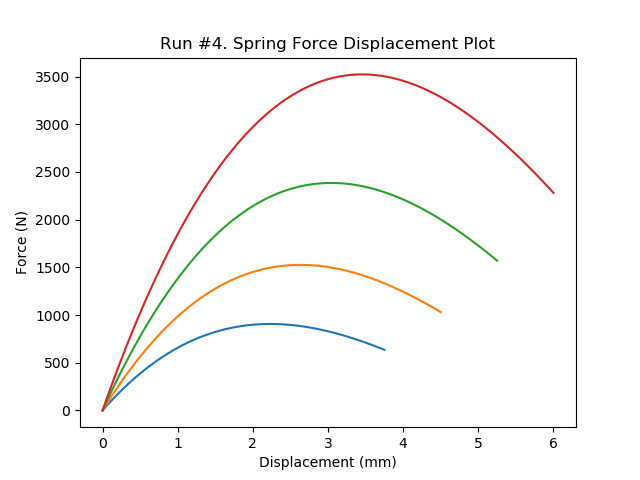 Run #4. Spring Force Displacement Plot
Force (N)
3500
3000
2500
2000
1500
1000
500
0
0 1 2 3 4 5 6
Displacement (mm)